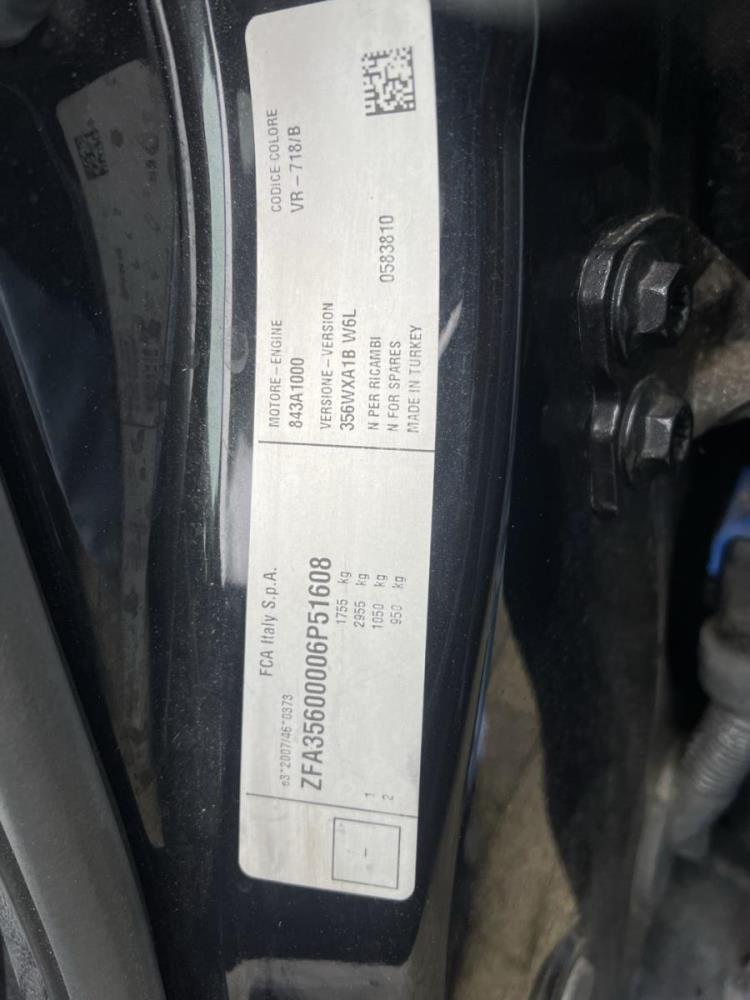 FCA Italy S.p.A.
e3*2007/46*0373
ZFA35600006P51608
1755 kg
2955 kg
1 1050 kg
2 950 kg
-
MOTORE – ENGINE
843A1000
VERSIONE – VERSION
356WXA1B W6L
N PER RICAMBI
N FOR SPARES 0583810
MADE IN TURKEY
CODICE COLORE
VR – 718/B